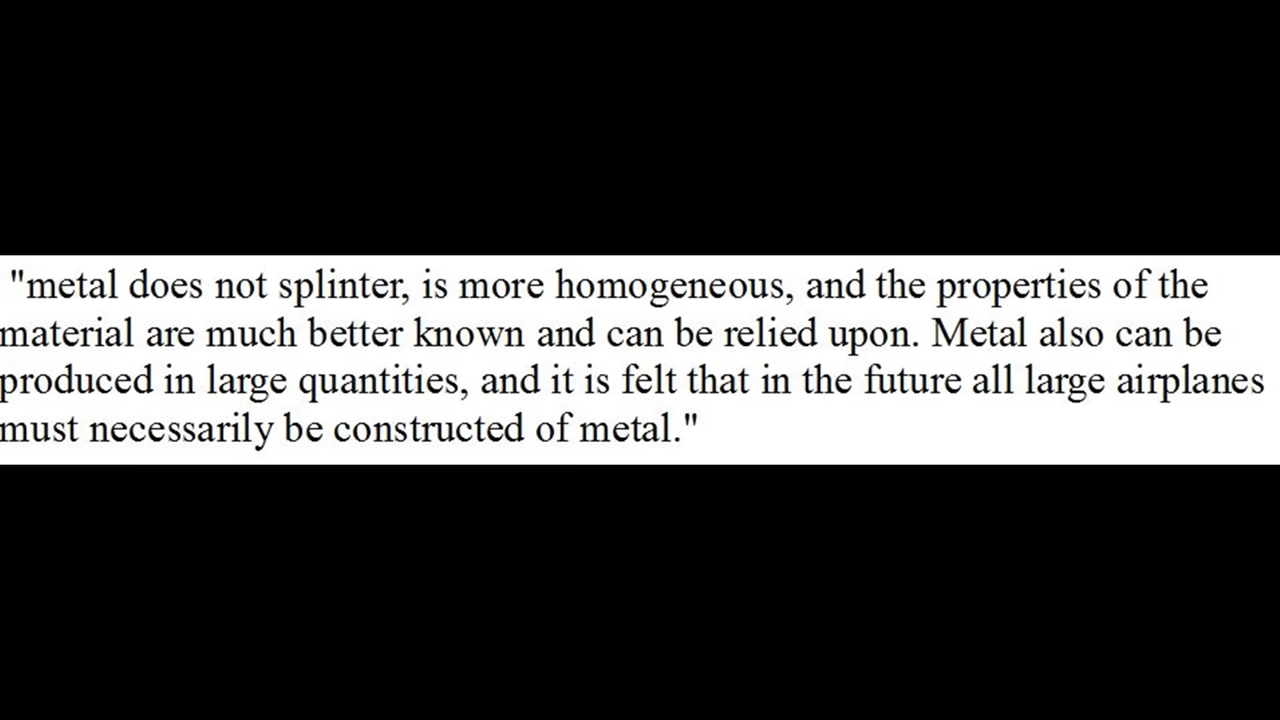 "metal does not splinter, is more homogeneous, and the properties of the
material are much better known and can be relied upon. Metal also can be
produced in large quantities, and it is felt that in the future all large airplanes
must necessarily be constructed of metal."